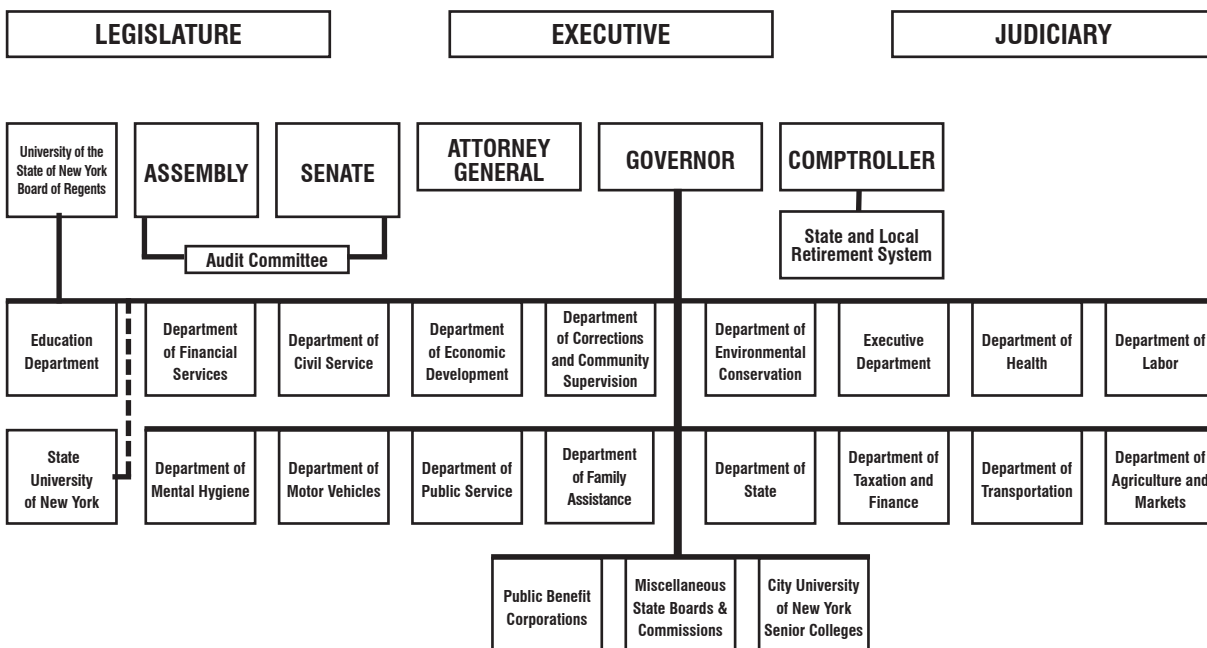 LEGISLATURE
EXECUTIVE
JUDICIARY
University of the
State of New York
Board of Regents
ASSEMBLY
SENATE
ATTORNEY
GENERAL
GOVERNOR
COMPTROLLER
Audit Committee
State and Local
Retirement System
Education
Department
Department
of Financial
Services
Department of
Civil Service
Department
of Economic
Development
Department
of Corrections
and Community
Supervision
Department of
Environmental
Conservation
Executive
Department
Department of
Health
Department of
Labor
State
University
of New York
Department of
Mental Hygiene
Department of
Motor Vehicles
Department of
Public Service
Department
of Family
Assistance
Department of
State
Department of
Taxation and
Finance
Department of
Transportation
Department of
Agriculture and
Markets
Public Benefit
Corporations
Miscellaneous
State Boards &
Commissions
City University
of New York
Senior Colleges